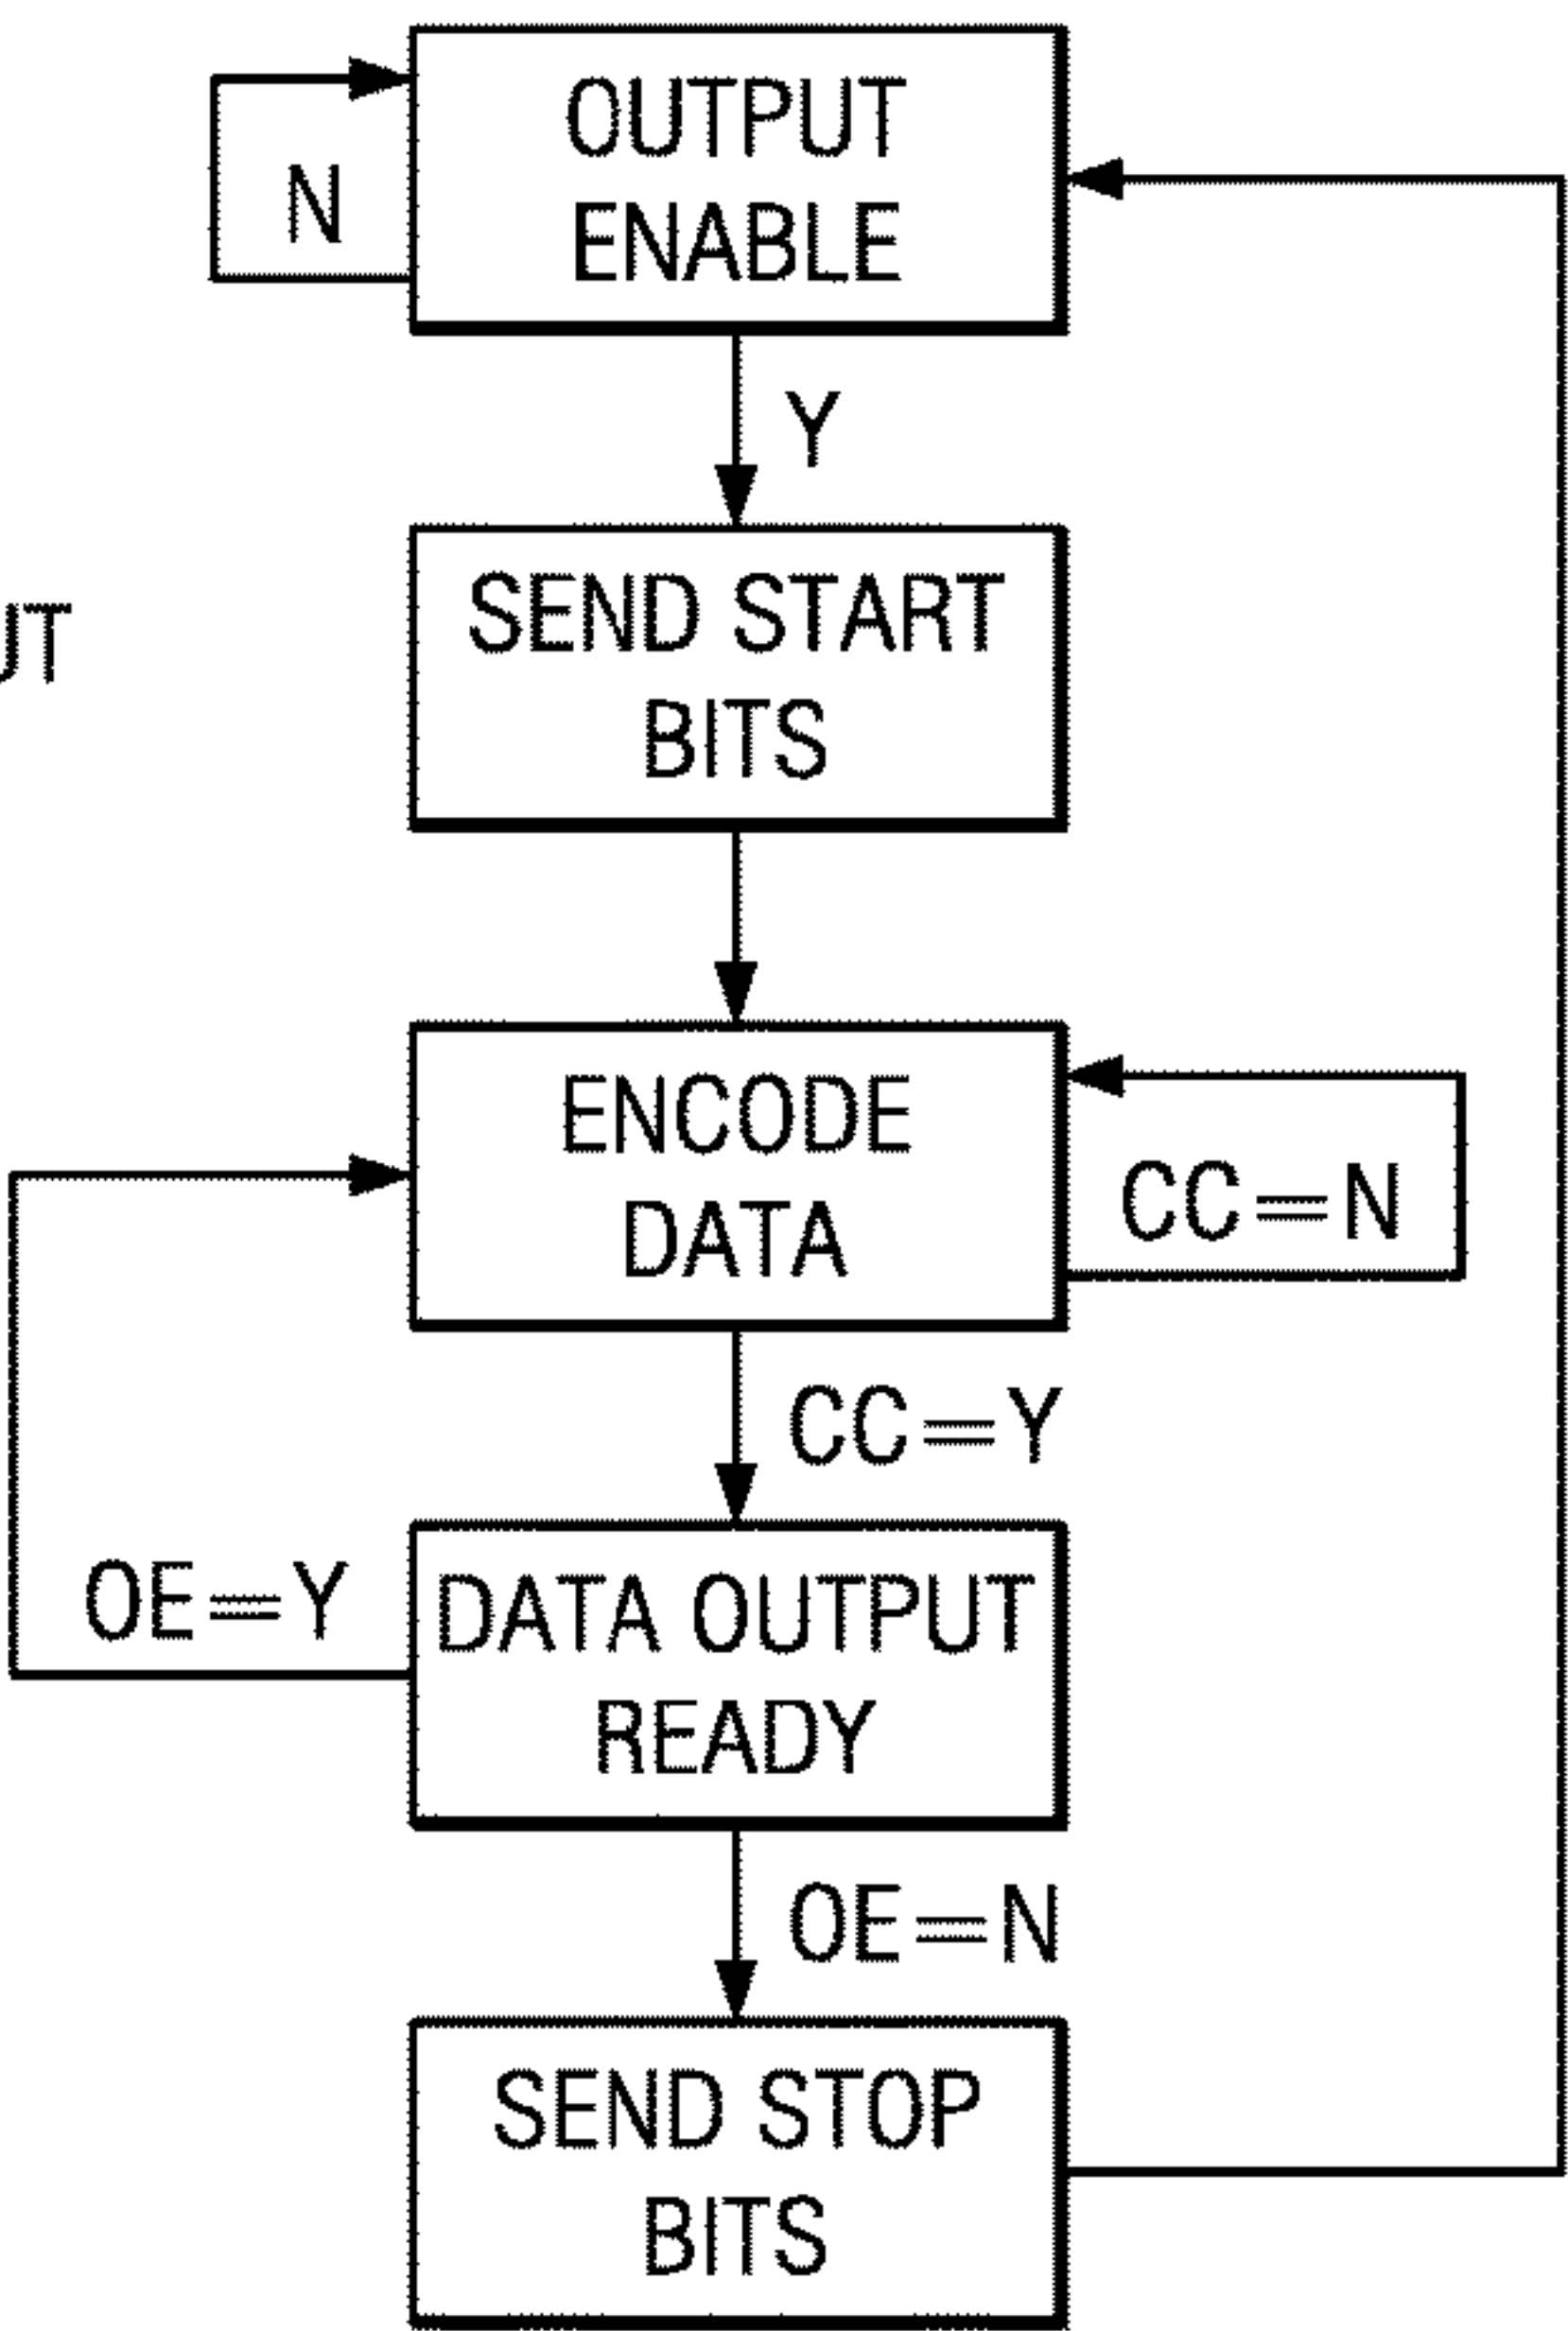 OUTPUT
ENABLE
N
Y
SEND START
BITS
ENCODE
DATA
CC=N
CC=Y
OE=Y
DATA OUTPUT
READY
OE=N
SEND STOP
BITS